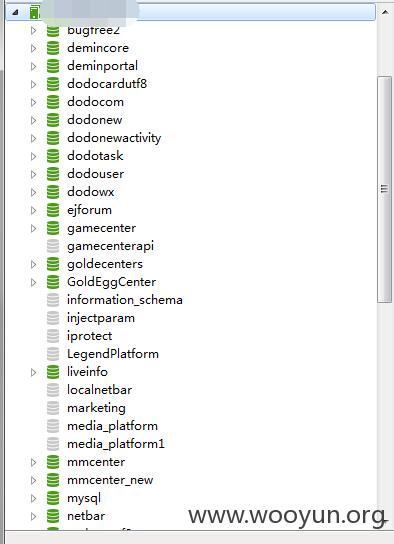 bugfree2
demincore
deminportal
dodocardutf8
dodocom
dodonew
dodonewactivity
dodotask
dodouser
dodowx
ejforum
gamecenter
gamecenterapi
goldecenters
GoldEggCenter
information_schema
injectparam
iprotect
LegendPlatform
liveinfo
localnetbar
marketing
media_platform
media_platform1
mmcenter
mmcenter_new
mysql
netbar
www.wooyun.org